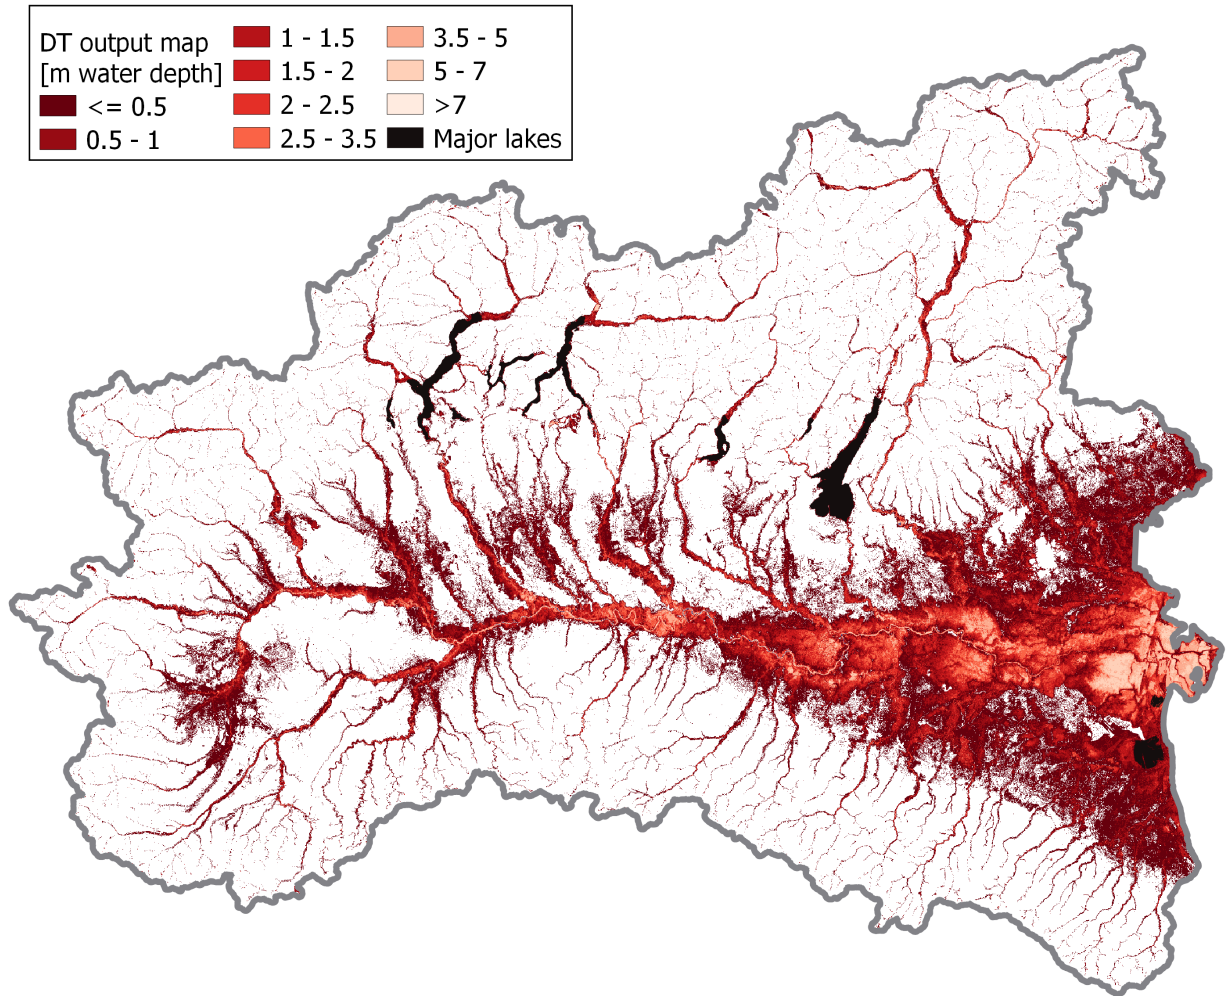 DT output map
[m water depth]
<= 0.5
0.5 - 1
1 - 1.5
1.5 - 2
2 - 2.5
2.5 - 3.5
3.5 - 5
5 - 7
>7
Major lakes